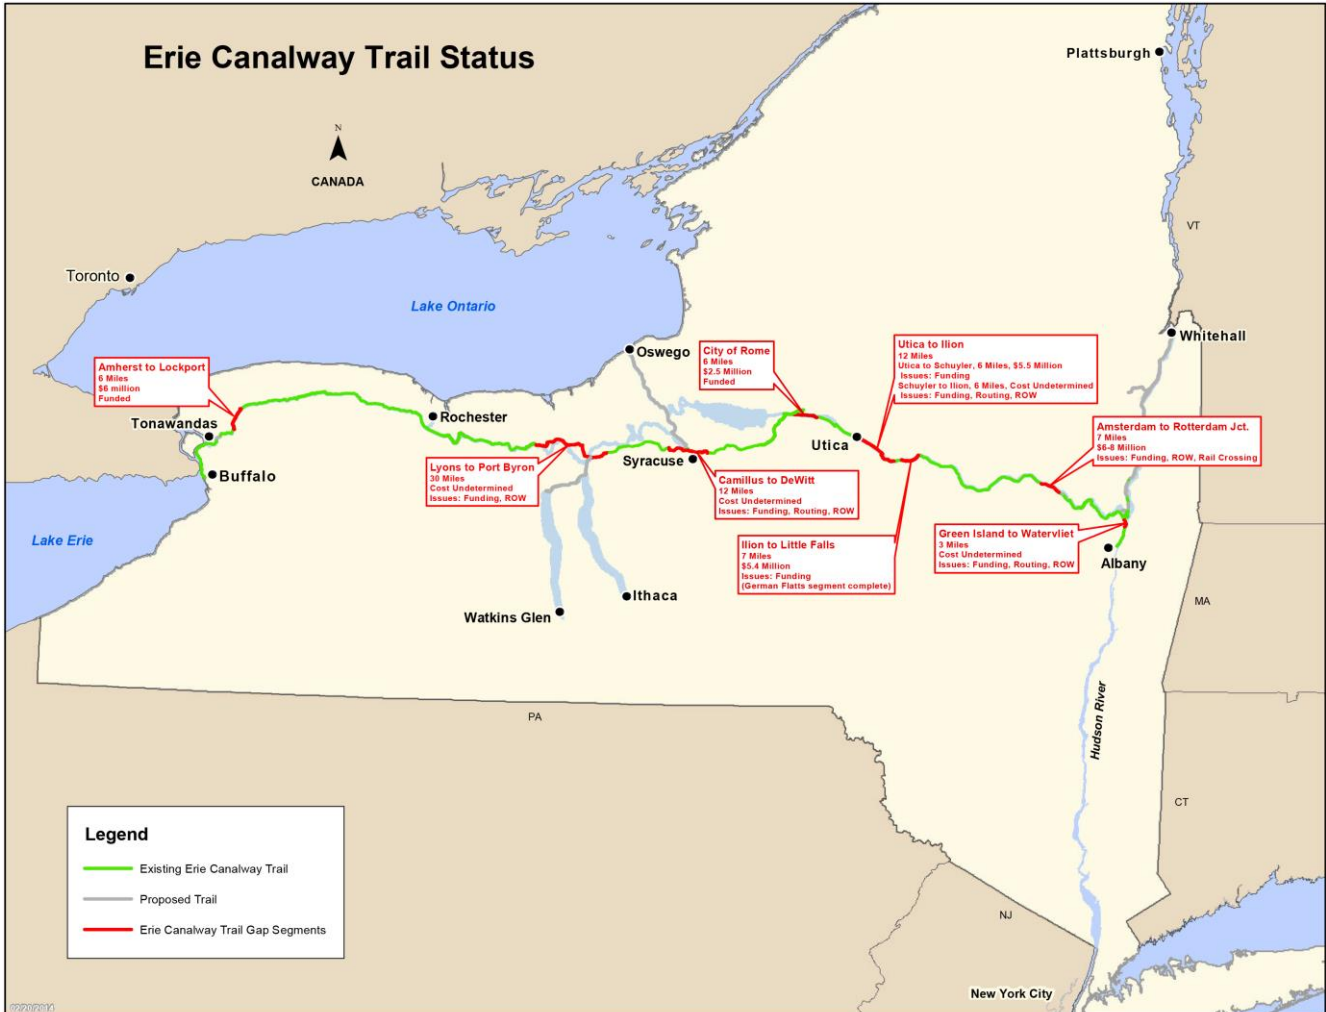 Erie Canalway Trail Status
N
CANADA
Plattsburgh
VT
Toronto
Lake Ontario
Whitehall
Oswego
City of Rome
6 Miles
$2.5 Million
Funded
Utica to Ilion
12 Miles
Utica to Schuyler, 6 Miles, $5.5 Million
Issues: Funding
Schuyler to Ilion, 6 Miles, Cost Undetermined
Issues: Funding, Routing, ROW
Amherst to Lockport
6 Miles
$6 million
Funded
Tonawandas
Rochester
Utica
Amsterdam to Rotterdam Jct.
7 Miles
$6-8 Million
Issues: Funding, ROW, Rail Crossing
Buffalo
Lyons to Port Byron
30 Miles
Cost Undetermined
Issues: Funding, ROW
Syracuse
Camillus to DeWitt
12 Miles
Cost Undetermined
Issues: Funding, Routing, ROW
Lake Erie
Ilion to Little Falls
7 Miles
$5.4 Million
Issues: Funding
(German Flatts segment complete)
Green Island to Watervliet
3 Miles
Cost Undetermined
Issues: Funding, Routing, ROW
Albany
Ithaca
Watkins Glen
MA
Hudson River
PA
CT
Legend
Existing Erie Canalway Trail
Proposed Trail
Erie Canalway Trail Gap Segments
NJ
New York City
02/20/2014